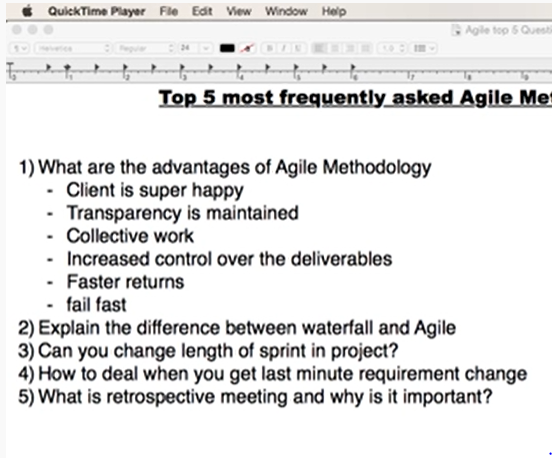 QuickTime Player File Edit View Window Help
Agile top 5 Questi
Helvetica Regular 24 B I U 1.0
Top 5 most frequently asked Agile Me
1) What are the advantages of Agile Methodology
- Client is super happy
- Transparency is maintained
- Collective work
- Increased control over the deliverables
- Faster returns
- fail fast
2) Explain the difference between waterfall and Agile
3) Can you change length of sprint in project?
4) How to deal when you get last minute requirement change
5) What is retrospective meeting and why is it important?